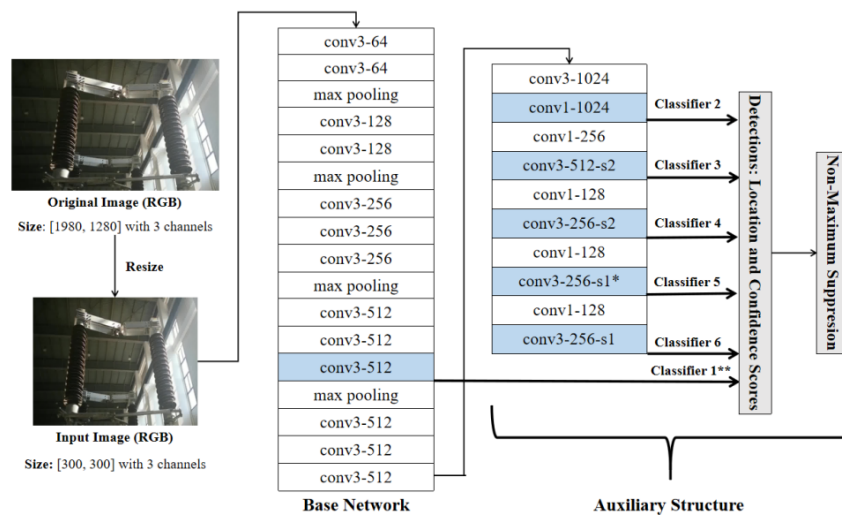 Original Image (RGB)
Size: [1980, 1280] with 3 channels
Resize
Input Image (RGB)
Size: [300, 300] with 3 channels
conv3-64
conv3-64
max pooling
conv3-128
conv3-128
max pooling
conv3-256
conv3-256
conv3-256
max pooling
conv3-512
conv3-512
conv3-512
max pooling
conv3-512
conv3-512
conv3-512
Base Network
conv3-1024
conv1-1024
conv1-256
conv3-512-s2
conv1-128
conv3-256-s2
conv1-128
conv3-256-s1*
conv1-128
conv3-256-s1
Classifier 2
Classifier 3
Classifier 4
Classifier 5
Classifier 6
Classifier 1**
Detections: Location and Confidence Scores
Non-Maximum Suppresion
Auxiliary Structure